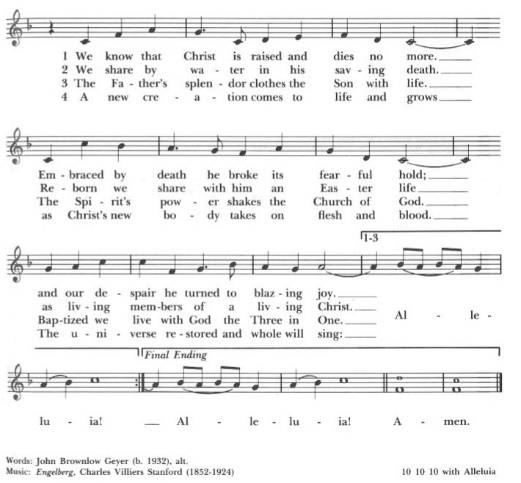 1 We know that Christ is raised and dies no more.
2 We share by wa - ter in his sav - ing death.
3 The Fa - ther's splen - dor clothes the Son with life.
4 A new cre - a - tion comes to life and grows
Em - braced by death he broke its fear - ful hold;
Re - born we share with him an Eas - ter life
The Spi - rit's pow - er shakes the Church of God.
as Christ's new bo - dy takes on flesh and blood.
1-3
and our de - spair he turned to blaz - ing joy.
as liv - ing mem-bers of a liv - ing Christ.
Bap-tized we live with God the Three in One.
The u - ni - verse re - stored and whole will sing:
Al - le -
Final Ending
lu - ia! Al - le - lu - ia! A - men.
Words: John Brownlow Geyer (b. 1932), alt.
Music: Engelberg, Charles Villiers Stanford (1852-1924)
10 10 10 with Alleluia